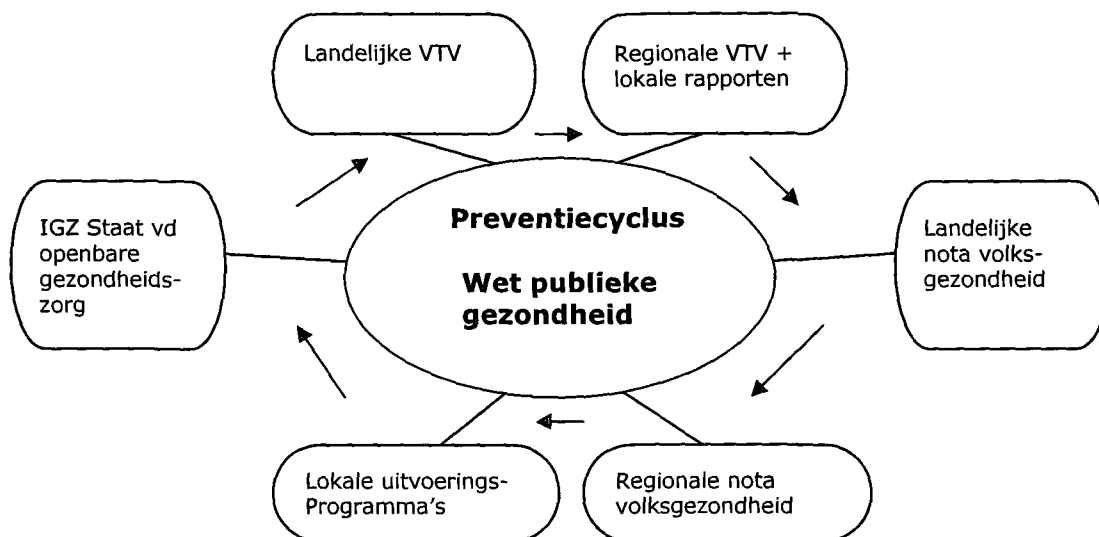 Landelijke VTV
Regionale VTV +
lokale rapporten
Landelijke
nota volks-
gezondheid
Regionale nota
volksgezondheid
Lokale uitvoerings-
Programma's
IGZ Staat vd
openbare
gezondheids-
zorg
Preventiecyclus
Wet publieke
gezondheid